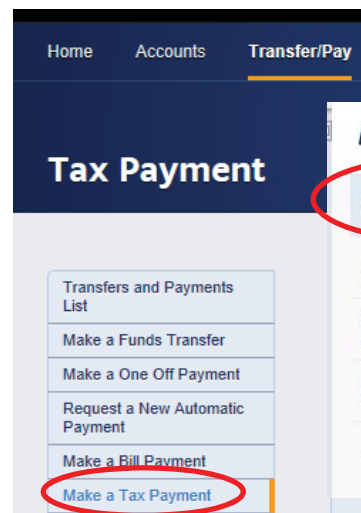 Home Accounts Transfer/Pay
Tax Payment
Transfers and Payments
List
Make a Funds Transfer
Make a One Off Payment
Request a New Automatic
Payment
Make a Bill Payment
Make a Tax Payment